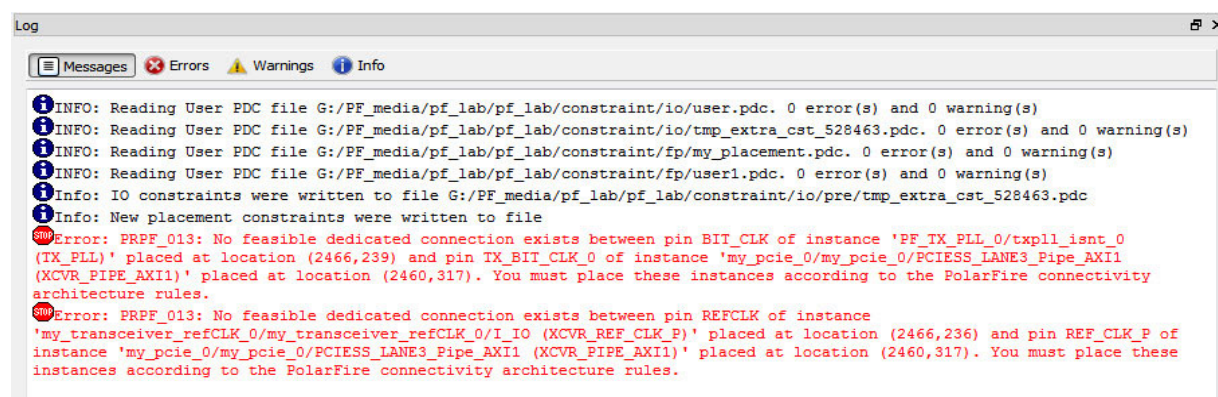 Log
Messages Errors Warnings Info
INFO: Reading User PDC file G:/PF_media/pf_lab/pf_lab/constraint/io/user.pdc. 0 error(s) and 0 warning(s)
INFO: Reading User PDC file G:/PF_media/pf_lab/pf_lab/constraint/io/tmp_extra_cst_528463.pdc. 0 error(s) and 0 warning(s)
INFO: Reading User PDC file G:/PF_media/pf_lab/pf_lab/constraint/fp/my_placement.pdc. 0 error(s) and 0 warning(s)
INFO: Reading User PDC file G:/PF_media/pf_lab/pf_lab/constraint/fp/user1.pdc. 0 error(s) and 0 warning(s)
Info: IO constraints were written to file G:/PF_media/pf_lab/pf_lab/constraint/io/pre/tmp_extra_cst_528463.pdc
Info: New placement constraints were written to file
STOP Error: PRPF_013: No feasible dedicated connection exists between pin BIT_CLK of instance 'PF_TX_PLL_0/txpll_isnt_0
(TX_PLL)' placed at location (2466,239) and pin TX_BIT_CLK_0 of instance 'my_pcie_0/my_pcie_0/PCIESS_LANE3_Pipe_AXI1
(XCVR_PIPE_AXI1)' placed at location (2460,317). You must place these instances according to the PolarFire connectivity
architecture rules.
STOP Error: PRPF_013: No feasible dedicated connection exists between pin REFCLK of instance
'my_transceiver_refCLK_0/my_transceiver_refCLK_0/I_IO (XCVR_REF_CLK_P)' placed at location (2466,236) and pin REF_CLK_P of
instance 'my_pcie_0/my_pcie_0/PCIESS_LANE3_Pipe_AXI1 (XCVR_PIPE_AXI1)' placed at location (2460,317). You must place these
instances according to the PolarFire connectivity architecture rules.